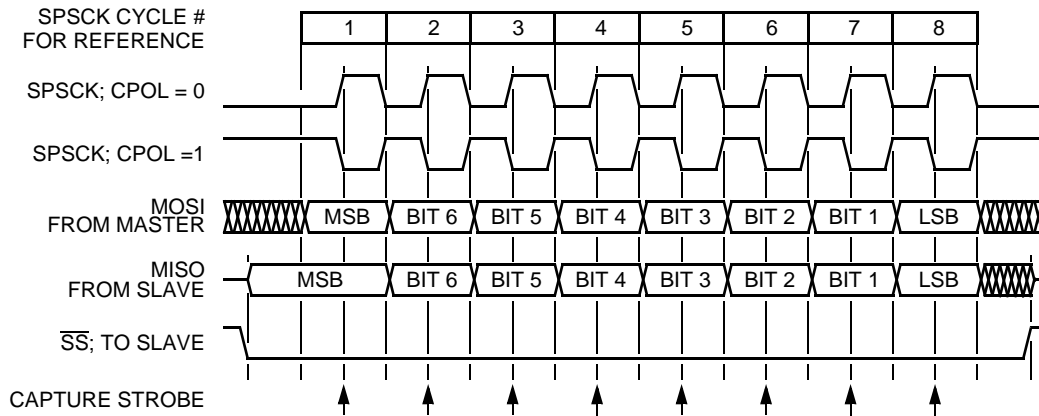 SPSCK CYCLE #
FOR REFERENCE
1 2 3 4 5 6 7 8
SPSCK; CPOL = 0
SPSCK; CPOL =1
MOSI
FROM MASTER
MSB BIT 6 BIT 5 BIT 4 BIT 3 BIT 2 BIT 1 LSB
MISO
FROM SLAVE
MSB BIT 6 BIT 5 BIT 4 BIT 3 BIT 2 BIT 1 LSB
SS; TO SLAVE
CAPTURE STROBE